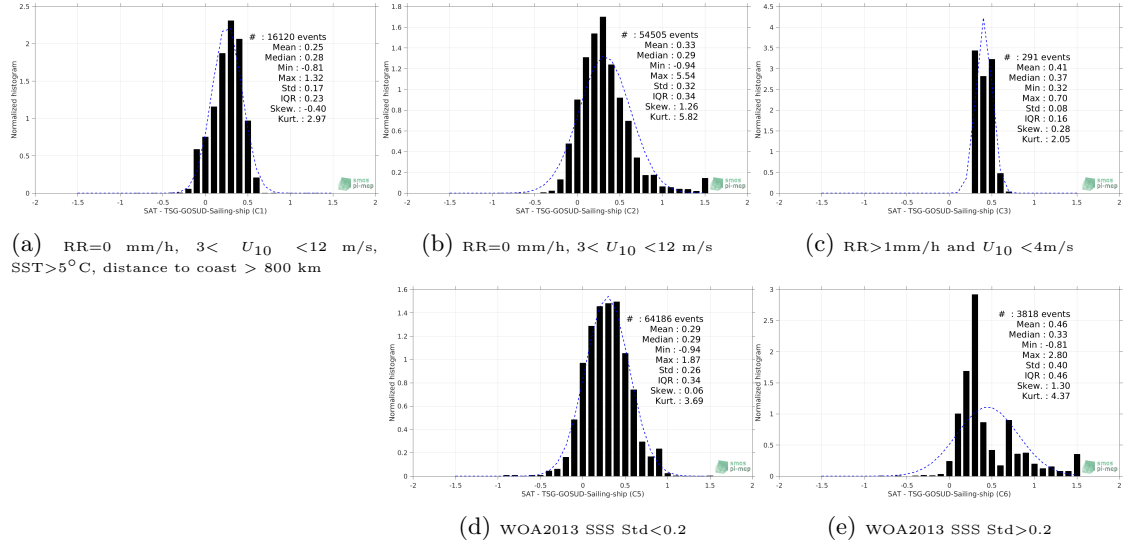 2.5
2
1.5
1
0.5
0
Normalized histogram
# : 16120 events
Mean : 0.25
Median : 0.28
Min : -0.81
Max : 1.32
Std : 0.17
IQR : 0.23
Skew. : -0.40
Kurt. : 2.97
smos
pi-mep
-2 -1.5 -1 -0.5 0 0.5 1 1.5 2
SAT - TSG-GOSUD-Sailing-ship (C1)
(a) RR=0 mm/h, 3< U10 <12 m/s,
SST>5°C, distance to coast > 800 km
1.8
1.6
1.4
1.2
1
0.8
0.6
0.4
0.2
0
Normalized histogram
# : 54505 events
Mean : 0.33
Median : 0.29
Min : -0.94
Max : 5.54
Std : 0.32
IQR : 0.34
Skew. : 1.26
Kurt. : 5.82
smos
pi-mep
-2 -1.5 -1 -0.5 0 0.5 1 1.5 2
SAT - TSG-GOSUD-Sailing-ship (C2)
(b) RR=0 mm/h, 3< U10 <12 m/s
4.5
4
3.5
3
2.5
2
1.5
1
0.5
0
Normalized histogram
# : 291 events
Mean : 0.41
Median : 0.37
Min : 0.32
Max : 0.70
Std : 0.08
IQR : 0.16
Skew. : 0.28
Kurt. : 2.05
smos
pi-mep
-2 -1.5 -1 -0.5 0 0.5 1 1.5 2
SAT - TSG-GOSUD-Sailing-ship (C3)
(c) RR>1mm/h and U10 <4m/s
1.6
1.4
1.2
1
0.8
0.6
0.4
0.2
0
Normalized histogram
# : 64186 events
Mean : 0.29
Median : 0.29
Min : -0.94
Max : 1.87
Std : 0.26
IQR : 0.34
Skew. : 0.06
Kurt. : 3.69
smos
pi-mep
-2 -1.5 -1 -0.5 0 0.5 1 1.5 2
SAT - TSG-GOSUD-Sailing-ship (C5)
(d) WOA2013 SSS Std<0.2
3
2.5
2
1.5
1
0.5
0
Normalized histogram
# : 3818 events
Mean : 0.46
Median : 0.33
Min : -0.81
Max : 2.80
Std : 0.40
IQR : 0.46
Skew. : 1.30
Kurt. : 4.37
smos
pi-mep
-2 -1.5 -1 -0.5 0 0.5 1 1.5 2
SAT - TSG-GOSUD-Sailing-ship (C6)
(e) WOA2013 SSS Std>0.2